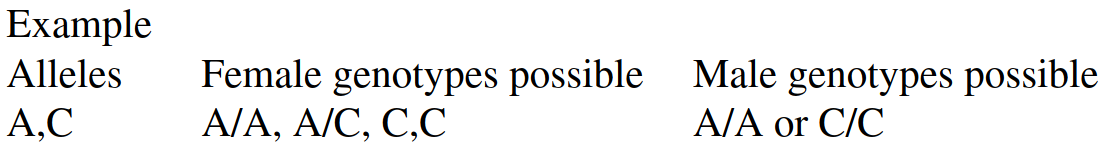 Example
Alleles Female genotypes possible Male genotypes possible
A,C A/A, A/C, C,C A/A or C/C